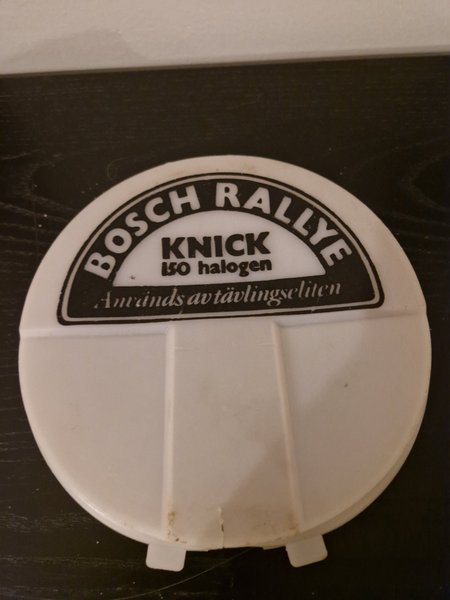 BOSCH RALLYE
KNICK
150 halogen
Används av tävlingseliten